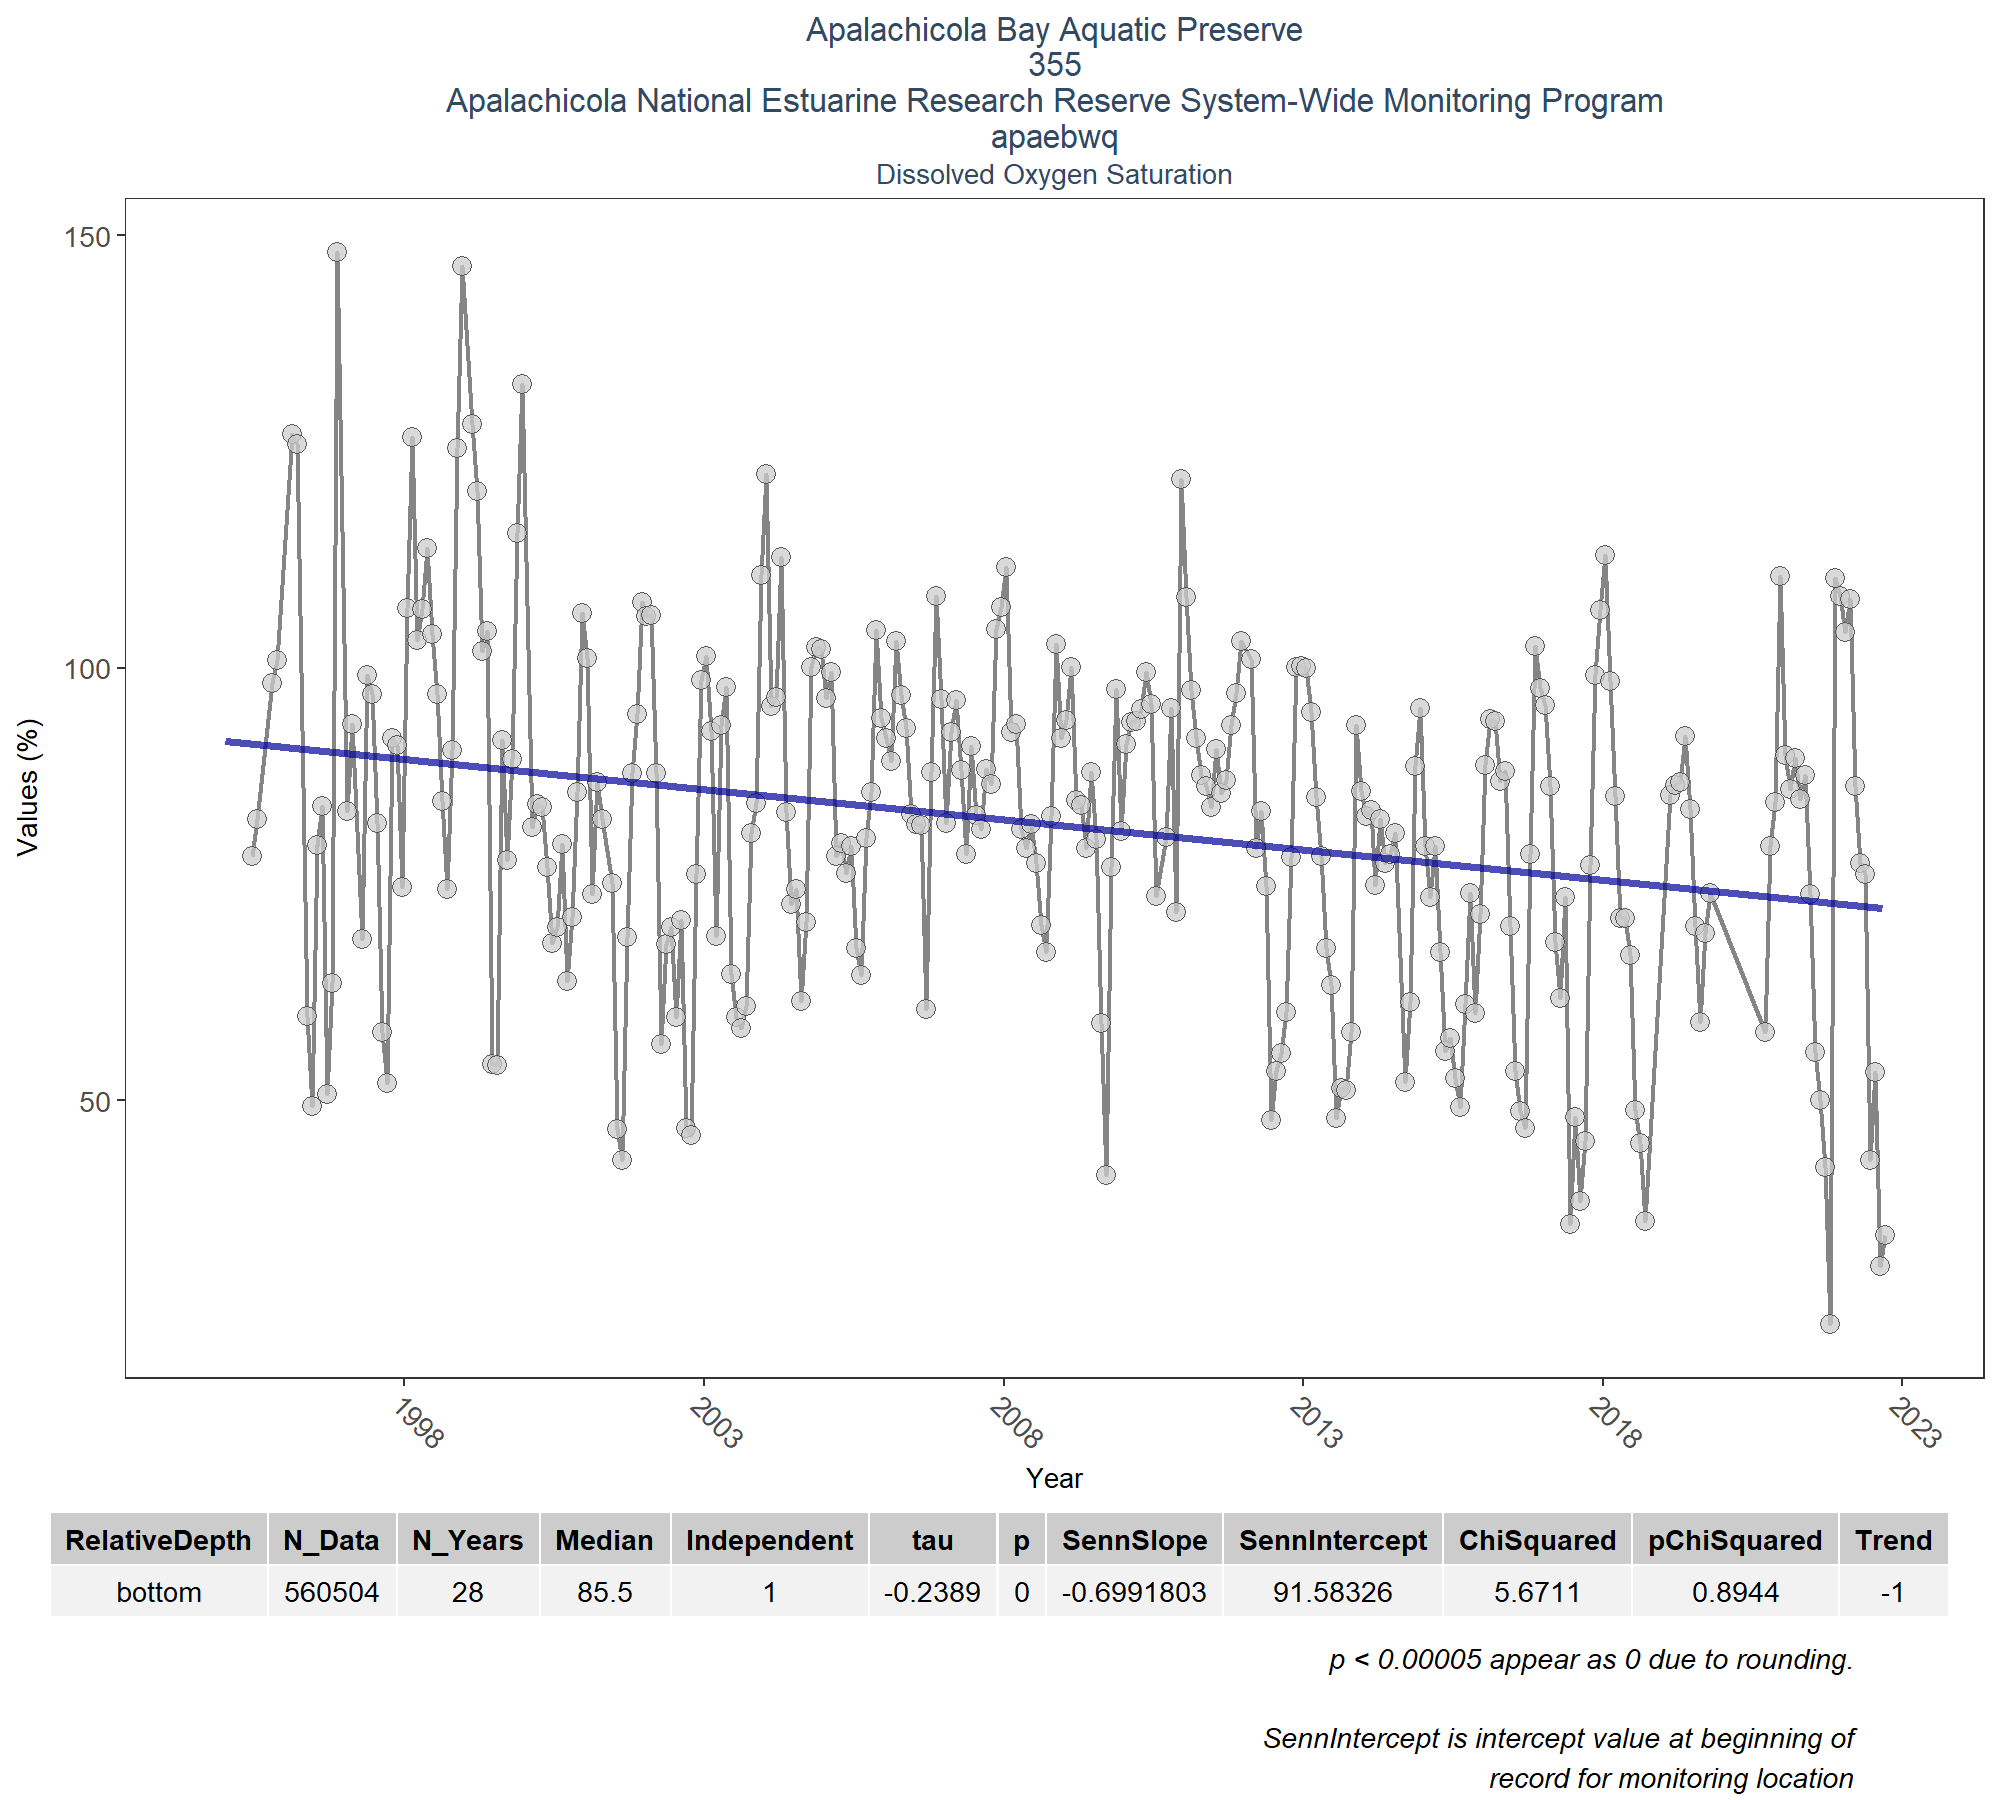 Apalachicola Bay Aquatic Preserve
355
Apalachicola National Estuarine Research Reserve System-Wide Monitoring Program
apaebwq
Dissolved Oxygen Saturation
Values (%)
150
100
50
1998 2003 2008 2013 2018 2023
Year
RelativeDepth N_Data N_Years Median Independent tau p SennSlope SennIntercept ChiSquared pChiSquared Trend
bottom 560504 28 85.5 1 -0.2389 0 -0.6991803 91.58326 5.6711 0.8944 -1
p < 0.00005 appear as 0 due to rounding.
SennIntercept is intercept value at beginning of
record for monitoring location